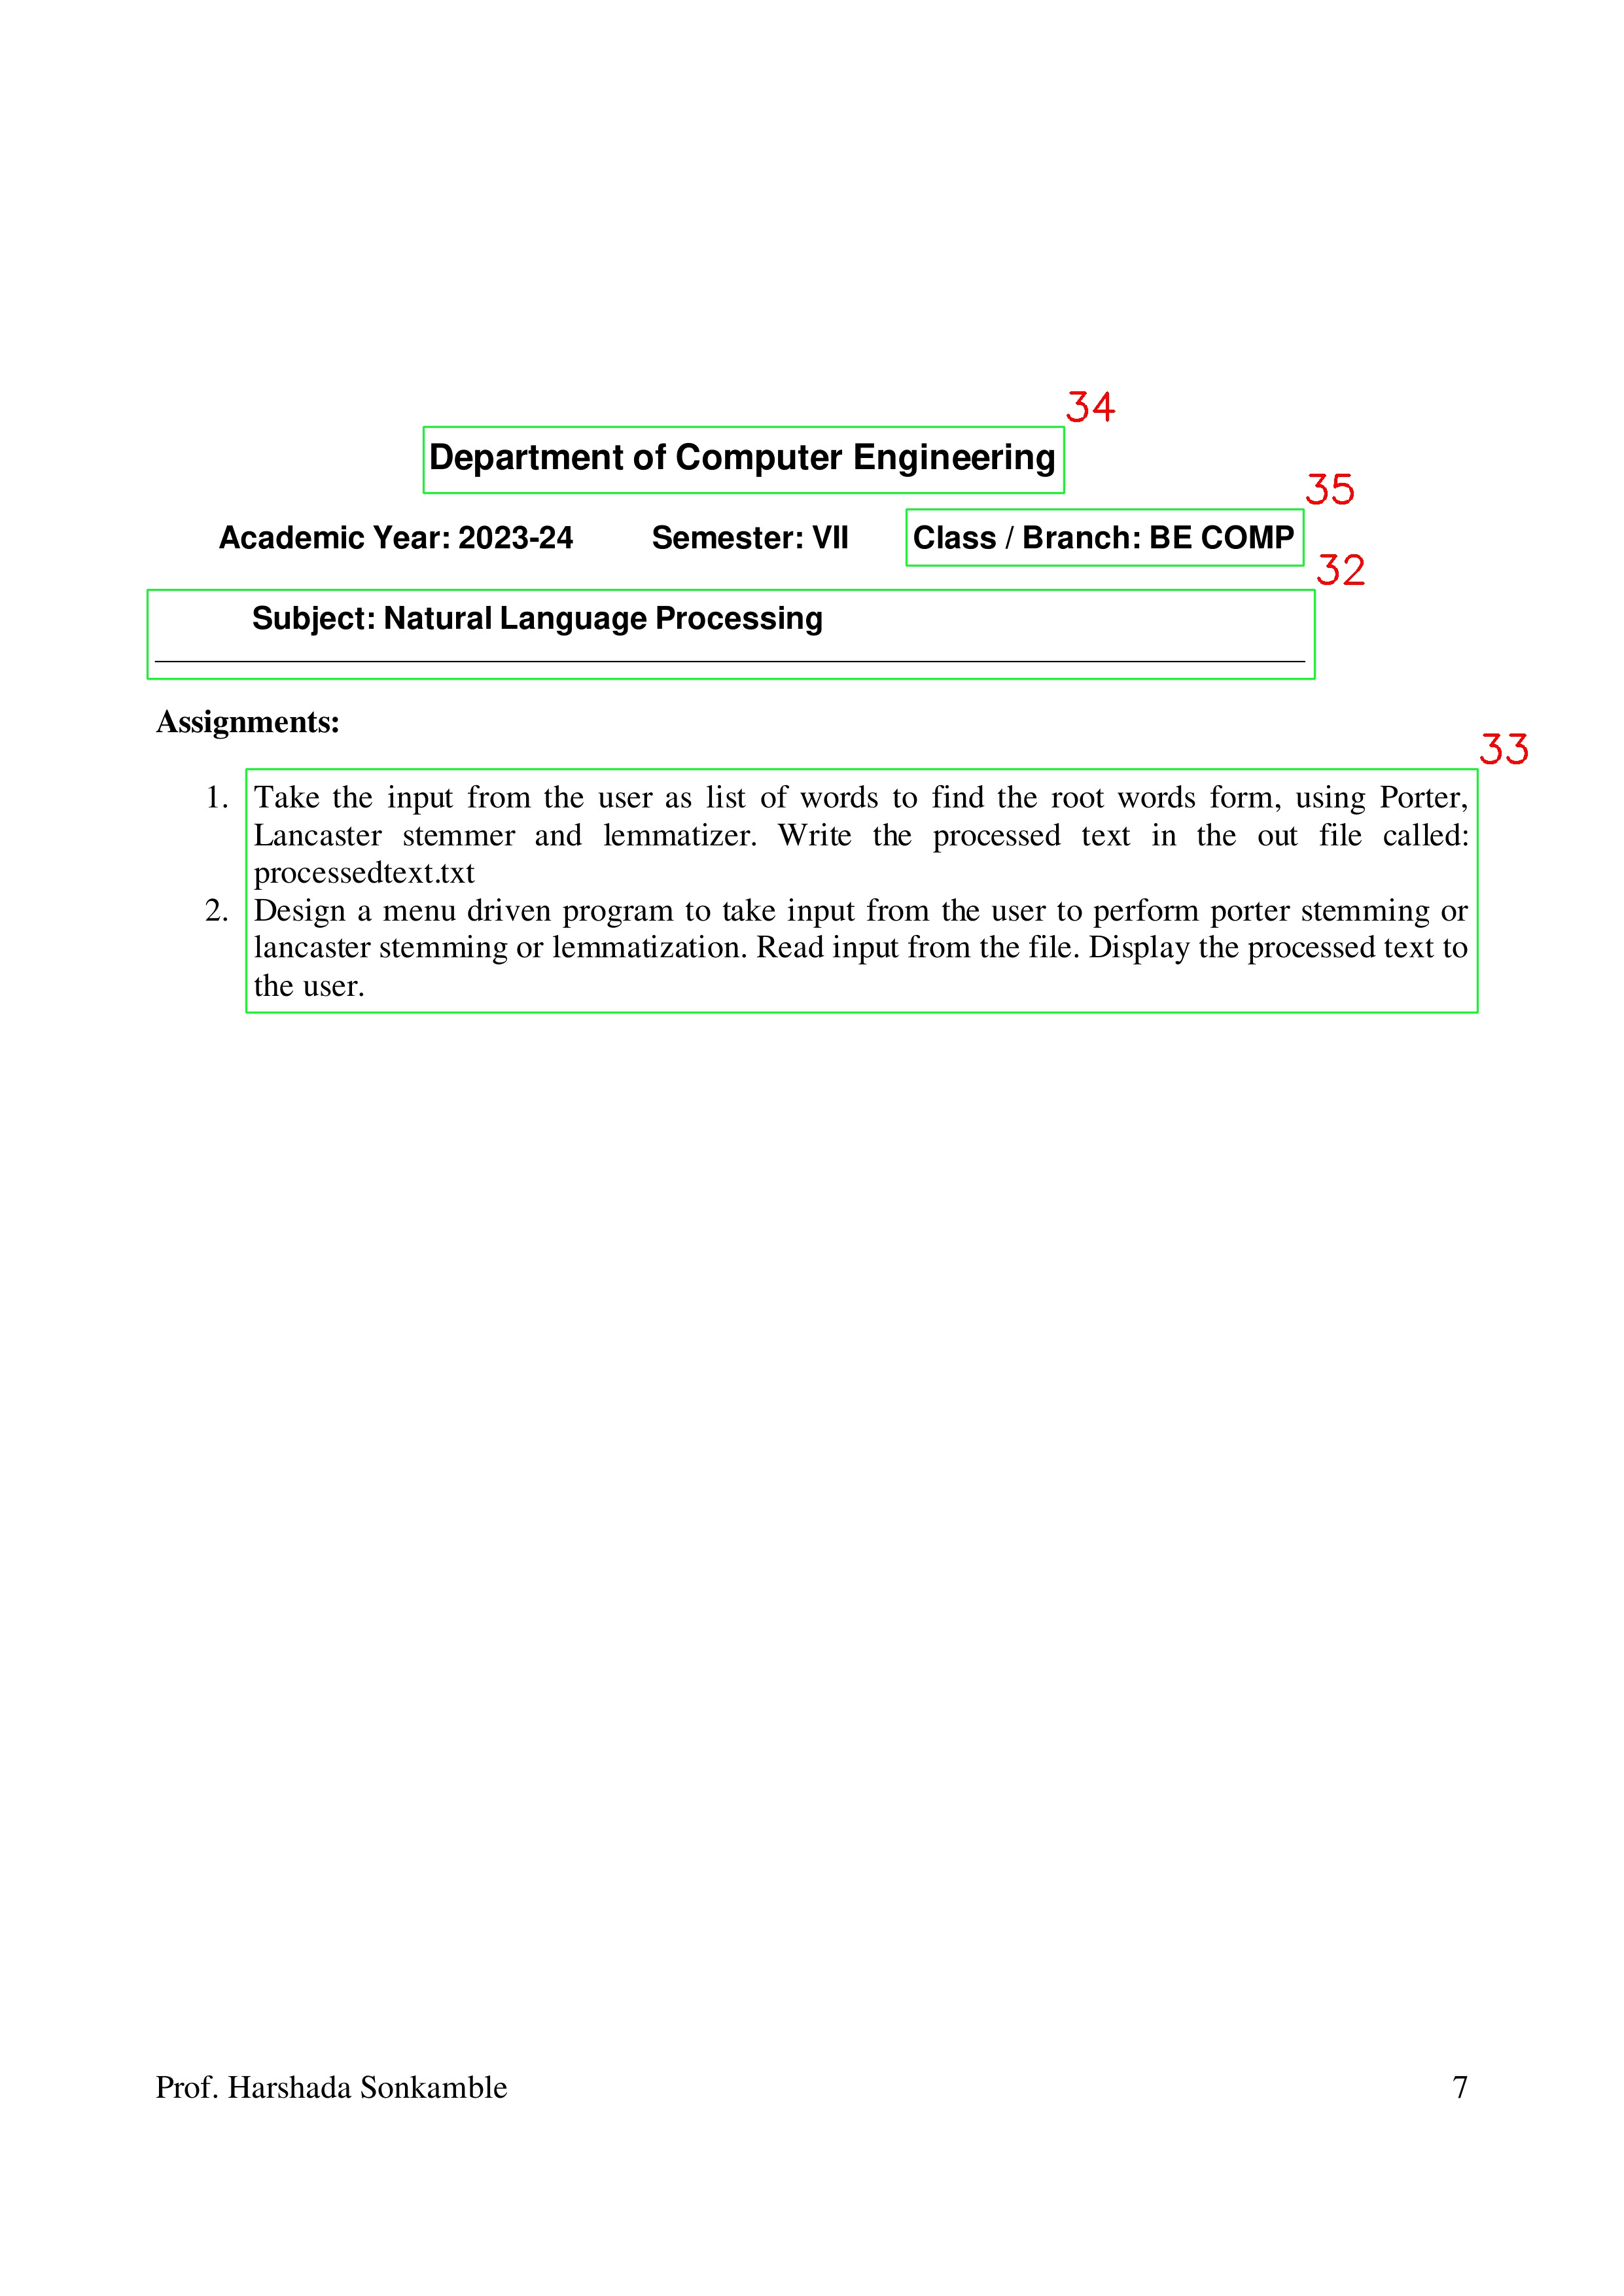 34
Department of Computer Engineering
35
Academic Year: 2023-24 Semester: VII Class / Branch: BE COMP
32
Subject: Natural Language Processing
Assignments:
33
1. Take the input from the user as list of words to find the root words form, using Porter,
Lancaster stemmer and lemmatizer. Write the processed text in the out file called:
processedtext.txt
2. Design a menu driven program to take input from the user to perform porter stemming or
lancaster stemming or lemmatization. Read input from the file. Display the processed text to
the user.
Prof. Harshada Sonkamble 7